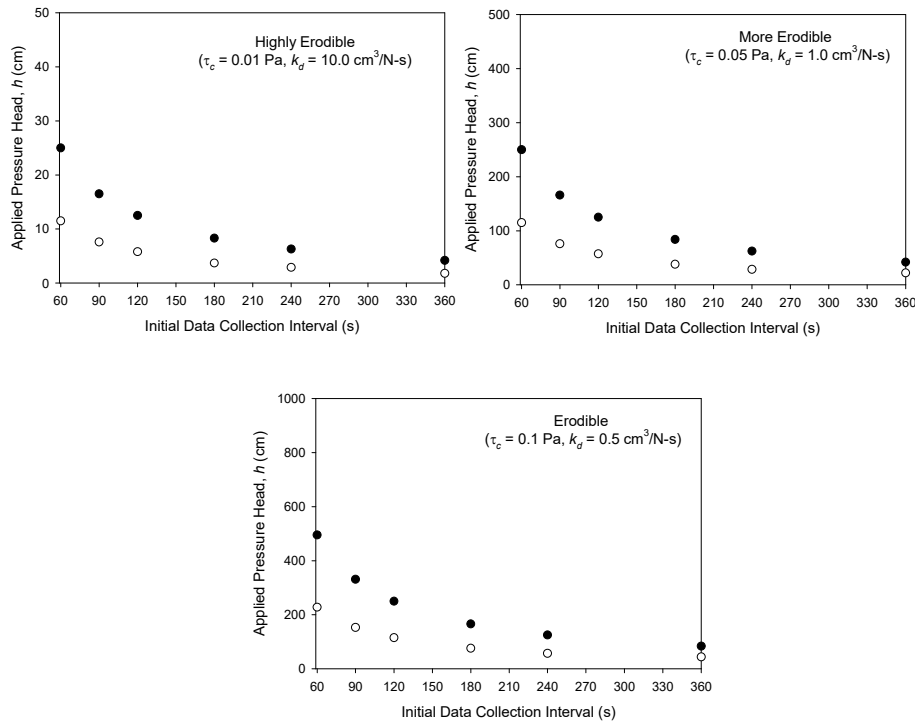 50
40
30
20
10
0
Applied Pressure Head, h (cm)
Highly Erodible
(τc = 0.01 Pa, kd = 10.0 cm³/N-s)
60 90 120 150 180 210 240 270 300 330 360
Initial Data Collection Interval (s)
500
400
300
200
100
0
Applied Pressure Head, h (cm)
More Erodible
(τc = 0.05 Pa, kd = 1.0 cm³/N-s)
60 90 120 150 180 210 240 270 300 330 360
Initial Data Collection Interval (s)
1000
800
600
400
200
0
Applied Pressure Head, h (cm)
Erodible
(τc = 0.1 Pa, kd = 0.5 cm³/N-s)
60 90 120 150 180 210 240 270 300 330 360
Initial Data Collection Interval (s)